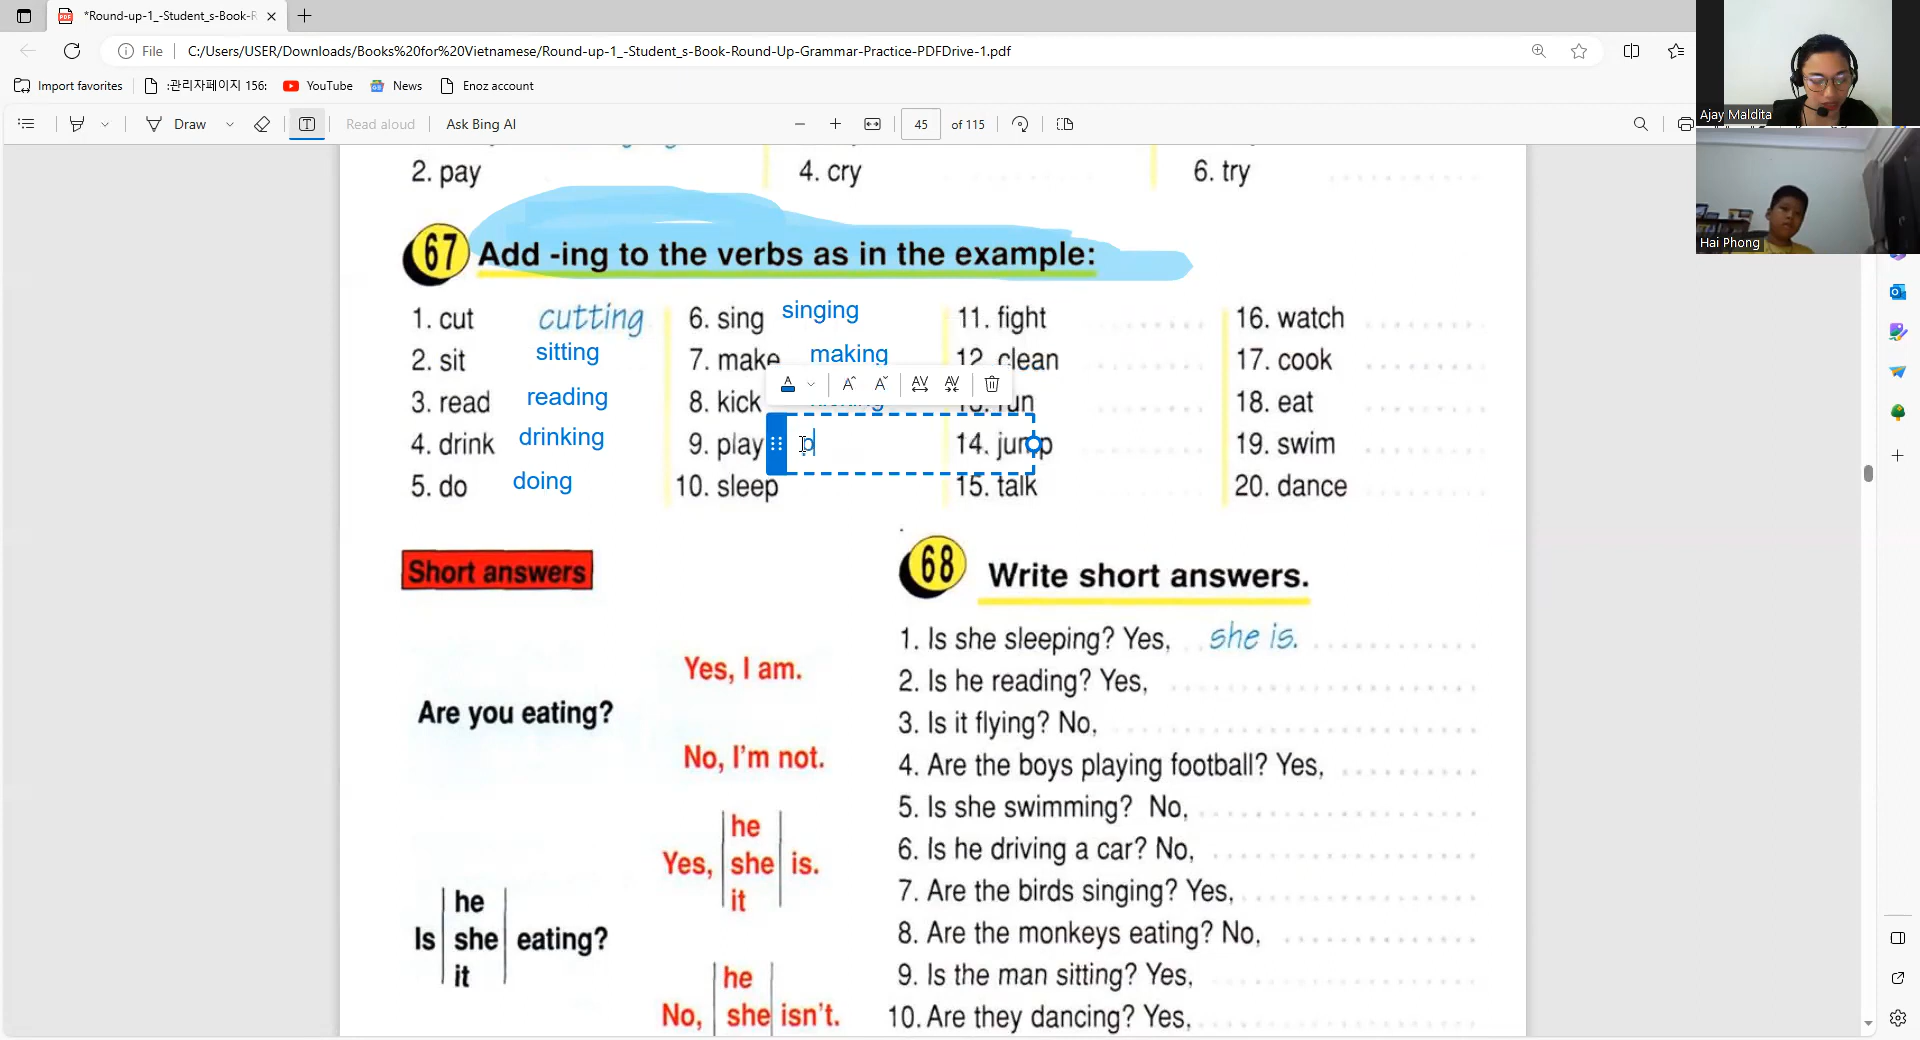 *Round-up-1_-Student_s-Book-R
File
C:/Users/USER/Downloads/Books%20for%20Vietnamese/Round-up-1_-Student_s-Book-Round-Up-Grammar-Practice-PDFDrive-1.pdf
Import favorites
:관리자페이지 156:
YouTube
News
Enoz account
Draw
Read aloud
Ask Bing AI
45
of 115
Ajay Maldita
Hai Phong
2. pay
4. cry
6. try
67 Add -ing to the verbs as in the example:
1. cut cutting
2. sit sitting
3. read reading
4. drink drinking
5. do doing
6. sing singing
7. make making
8. kick
9. play p
10. sleep
11. fight
12. clean
13. run
14. jump
15. talk
16. watch
17. cook
18. eat
19. swim
20. dance
Short answers
Are you eating?
Yes, I am.
No, I'm not.
Is he she it eating?
Yes, he she it is.
No, he she isn't.
68 Write short answers.
1. Is she sleeping? Yes, she is.
2. Is he reading? Yes,
3. Is it flying? No,
4. Are the boys playing football? Yes,
5. Is she swimming? No,
6. Is he driving a car? No,
7. Are the birds singing? Yes,
8. Are the monkeys eating? No,
9. Is the man sitting? Yes,
10. Are they dancing? Yes,